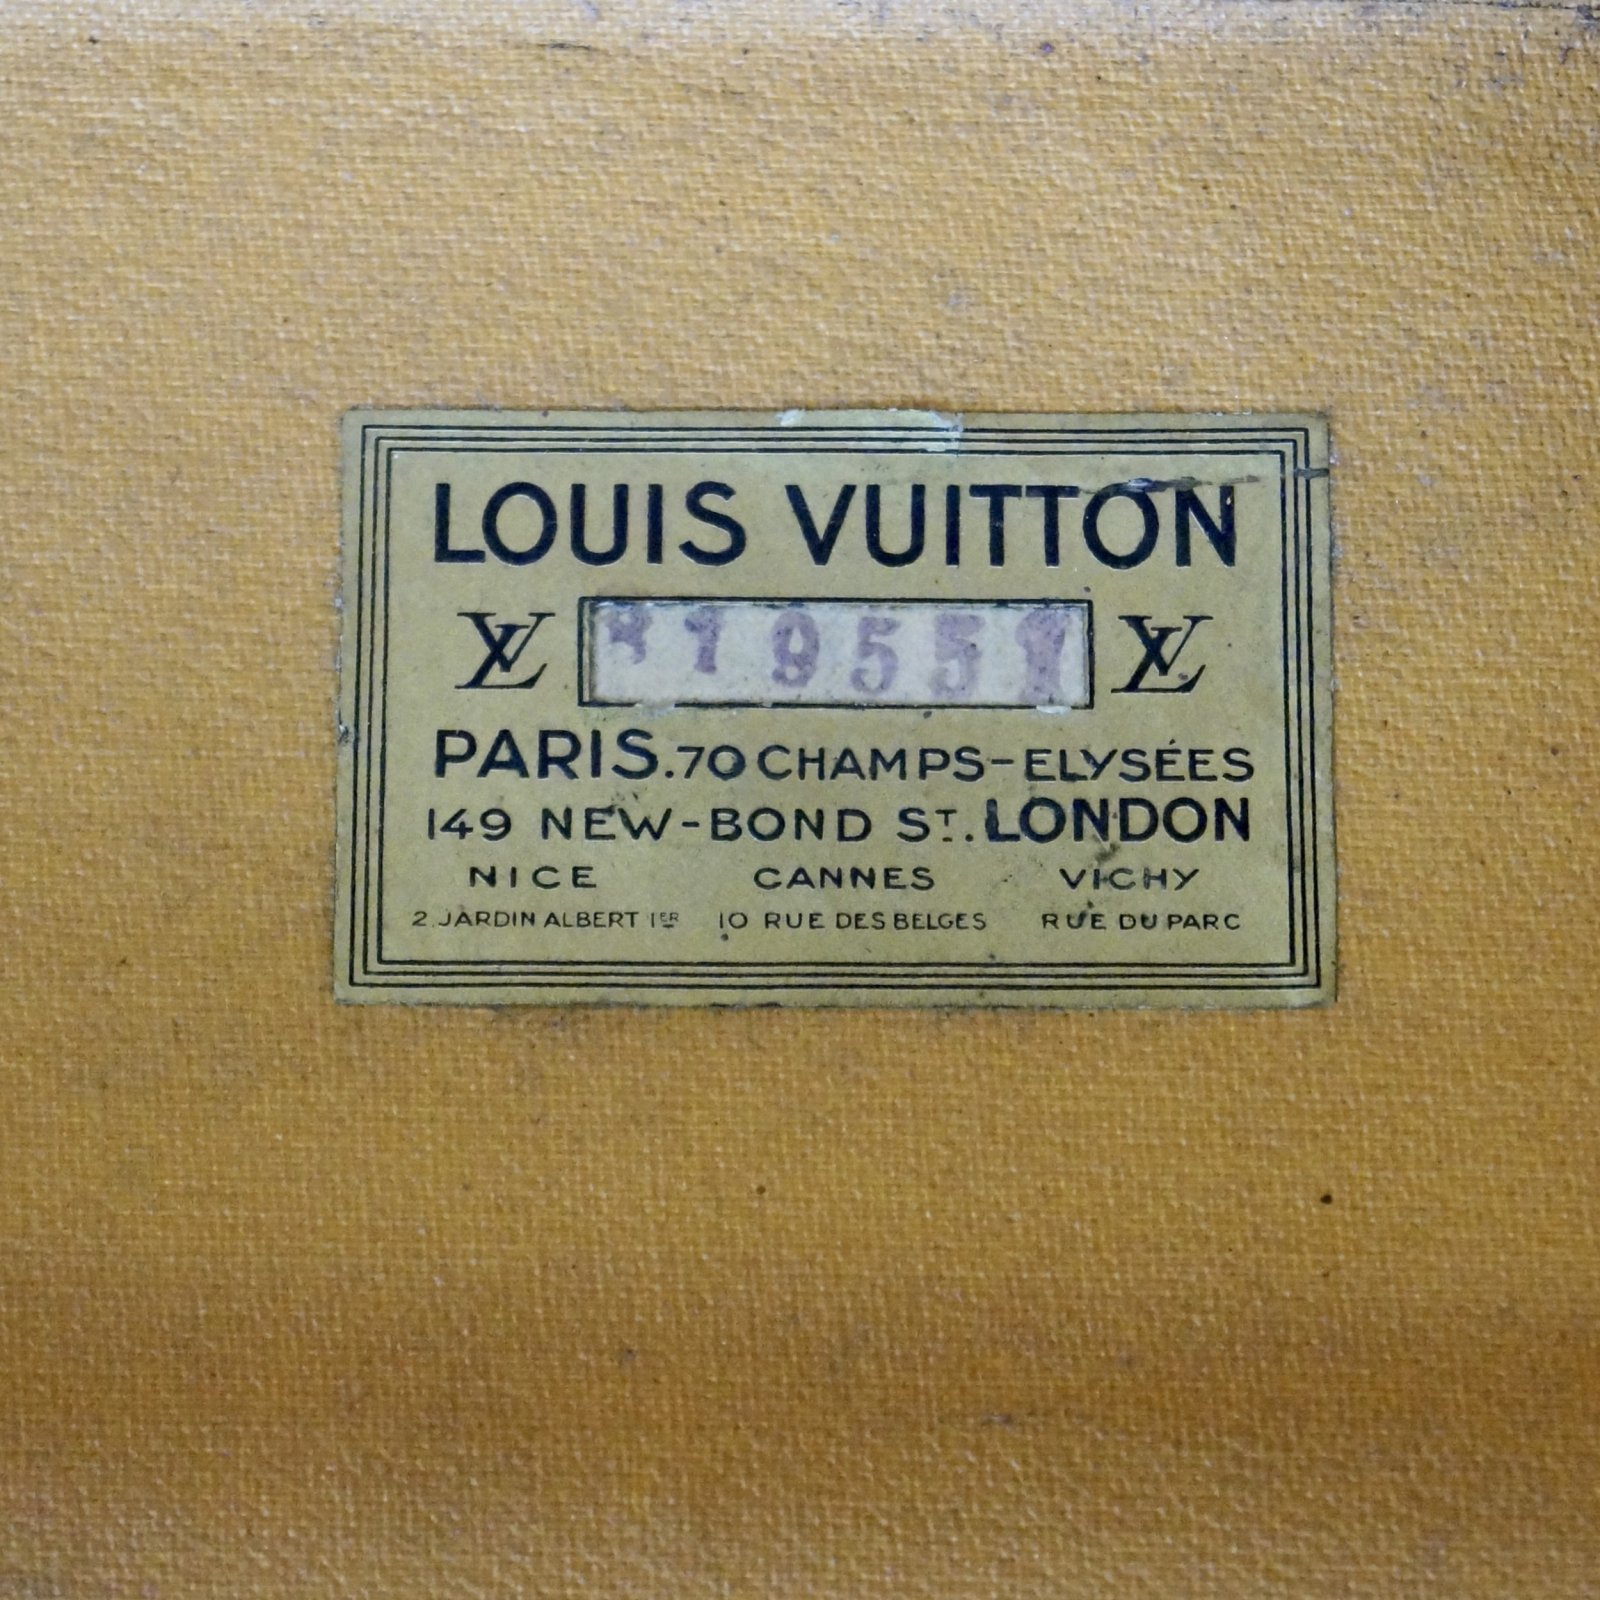 LOUIS VUITTON
LV LV
PARIS.70 CHAMPS-ELYSÉES
149 NEW-BOND ST. LONDON
NICE CANNES VICHY
2.JARDIN ALBERT 1ER 10 RUE DES BELGES RUE DU PARC